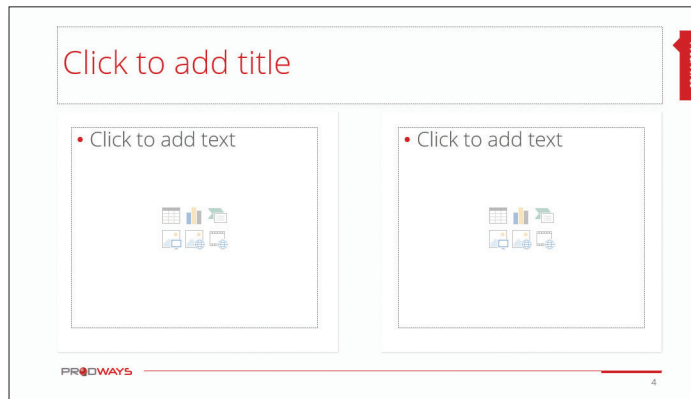 Click to add title
• Click to add text
• Click to add text
PRODWAYS
4